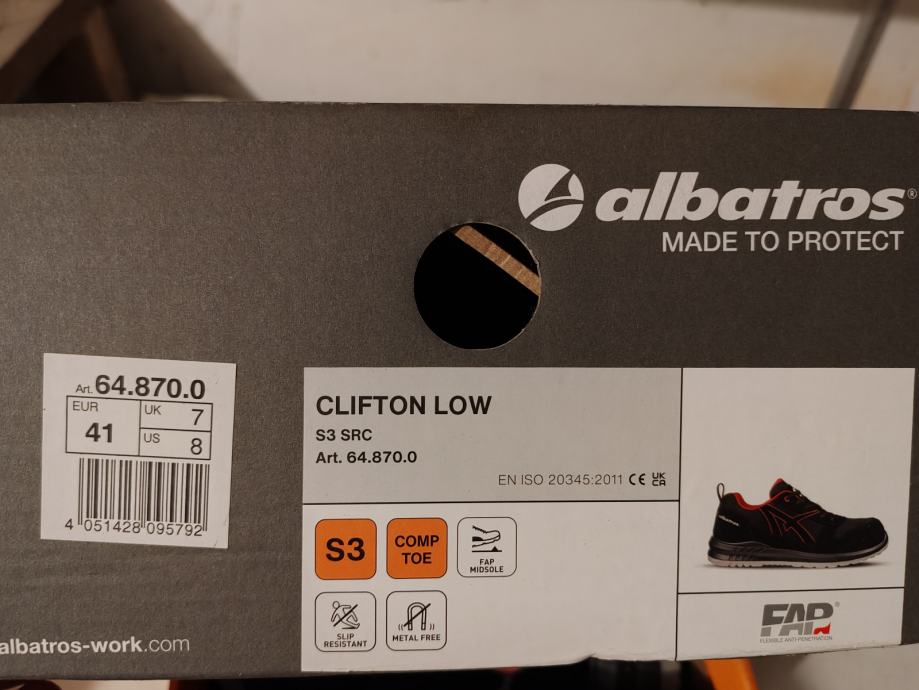 albatros®
MADE TO PROTECT
Art. 64.870.0
EUR
41
UK 7
US 8
4 051428 095792
CLIFTON LOW
S3 SRC
Art. 64.870.0
EN ISO 20345:2011 CE UK CA
S3
COMP
TOE
FAP
MIDSOLE
SLIP
RESISTANT
METAL FREE
albatros
FAP®
FLEXIBLE ANTI-PENETRATION
albatros-work.com